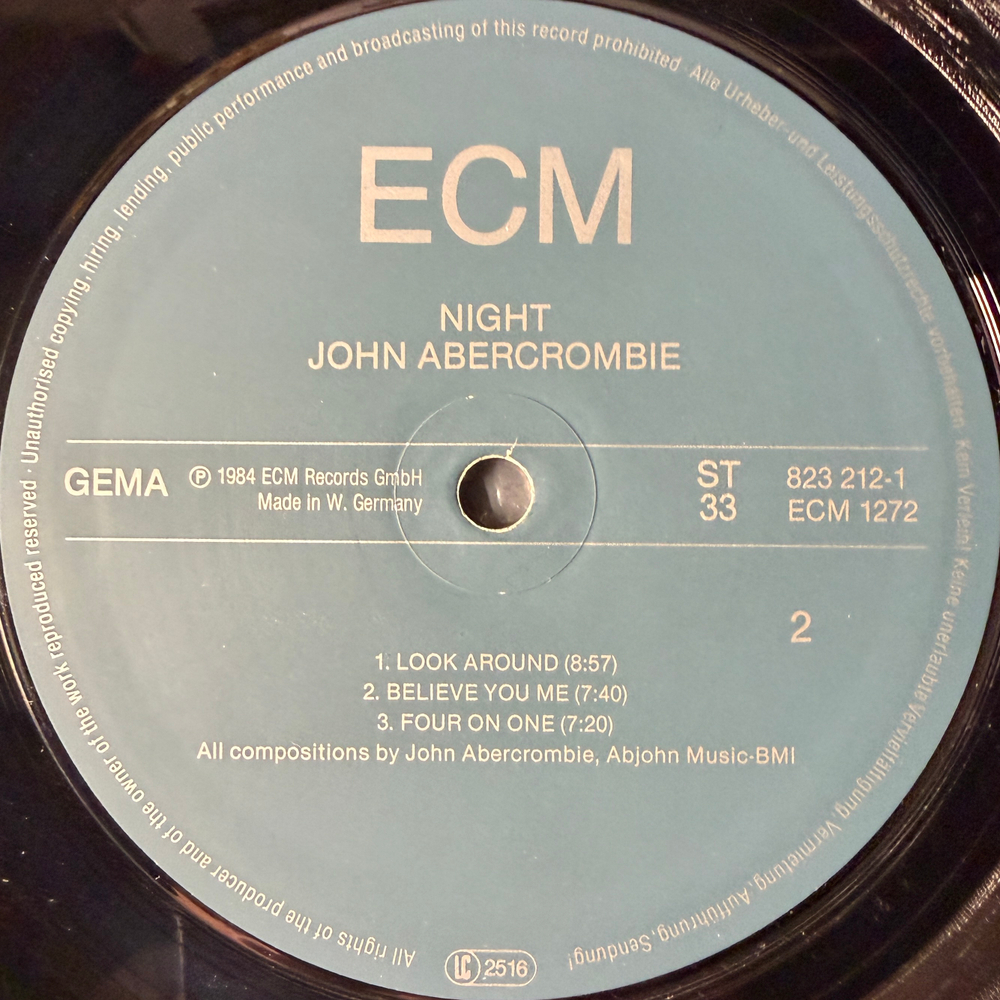 ECM
NIGHT
JOHN ABERCROMBIE
GEMA
℗ 1984 ECM Records GmbH
Made in W. Germany
ST
33
823 212-1
ECM 1272
2
1. LOOK AROUND (8:57)
2. BELIEVE YOU ME (7:40)
3. FOUR ON ONE (7:20)
All compositions by John Abercrombie, Abjohn Music-BMI
All rights of the producer and of the owner of the work reproduced reserved · Unauthorised copying, hiring, lending, public performance and broadcasting of this record prohibited · Alle Urheber- und Leistungsschutzrechte vorbehalten. Kein Verleih! Keine unerlaubte Vervielfältigung, Vermietung, Aufführung, Sendung!
LC 2516